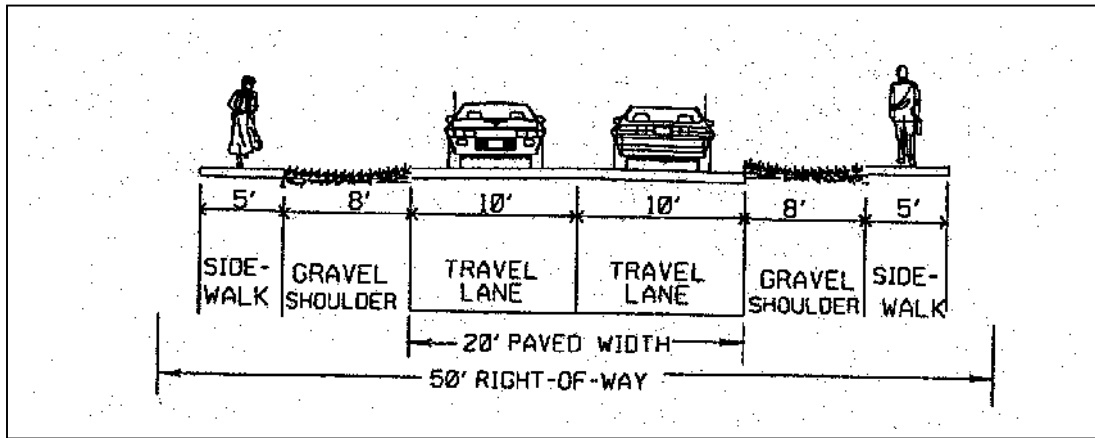 5' 8' 10' 10' 8' 5'
SIDE-
WALK
GRAVEL
SHOULDER
TRAVEL
LANE
TRAVEL
LANE
GRAVEL
SHOULDER
SIDE-
WALK
20' PAVED WIDTH
50' RIGHT-OF-WAY